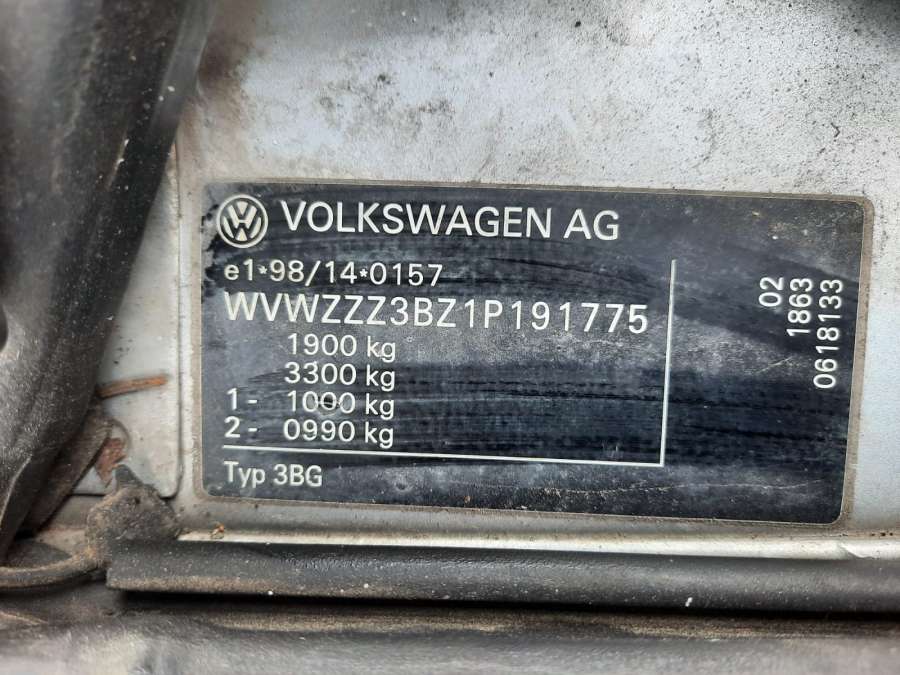 VOLKSWAGEN AG
e1*98/14*0157
WVWZZZ3BZ1P191775
1900 kg
3300 kg
1- 1000 kg
2- 0990 kg
Typ 3BG
02
1863
0618133